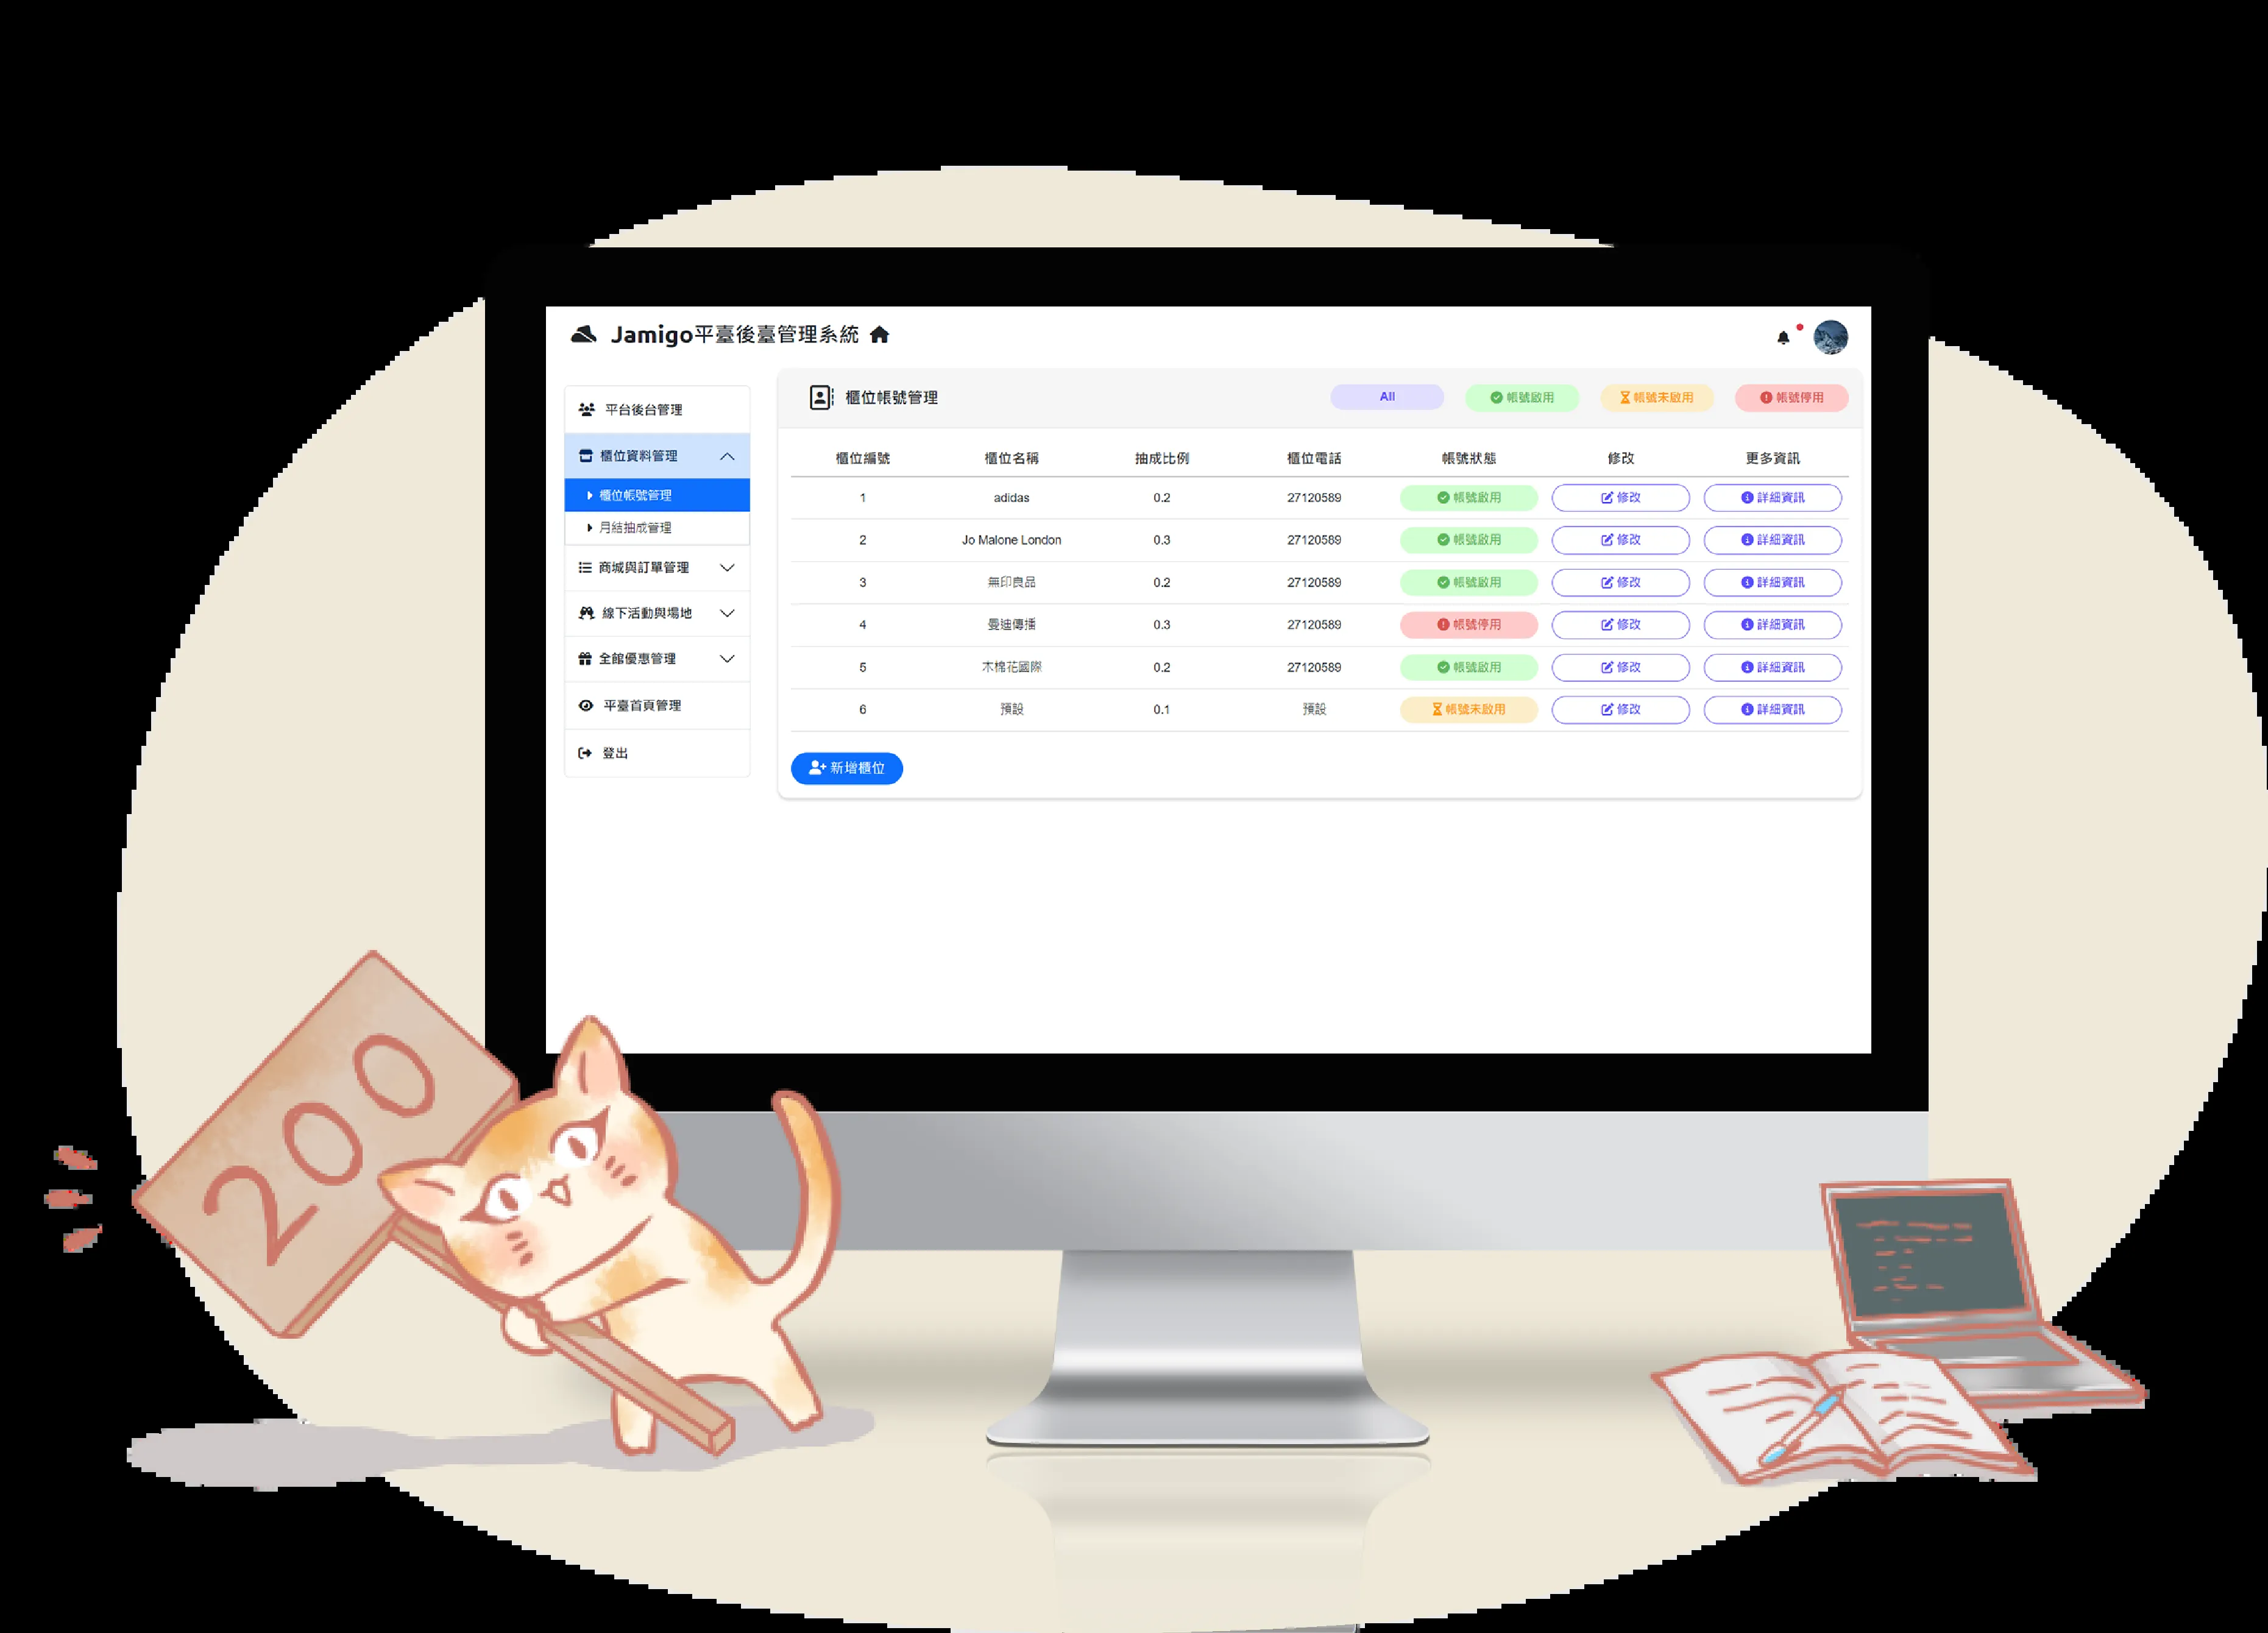 Jamigo平臺後臺管理系統
平台後台管理
櫃位資料管理
櫃位帳號管理
月結抽成管理
商城與訂單管理
線下活動與場地
全館優惠管理
平臺首頁管理
登出
櫃位帳號管理 All 帳號啟用 帳號未啟用 帳號停用
櫃位編號 櫃位名稱 抽成比例 櫃位電話 帳號狀態 修改 更多資訊
1 adidas 0.2 27120589 帳號啟用 修改 詳細資訊
2 Jo Malone London 0.3 27120589 帳號啟用 修改 詳細資訊
3 無印良品 0.2 27120589 帳號啟用 修改 詳細資訊
4 曼迪傳播 0.3 27120589 帳號停用 修改 詳細資訊
5 木棉花國際 0.2 27120589 帳號啟用 修改 詳細資訊
6 預設 0.1 預設 帳號未啟用 修改 詳細資訊
新增櫃位
200